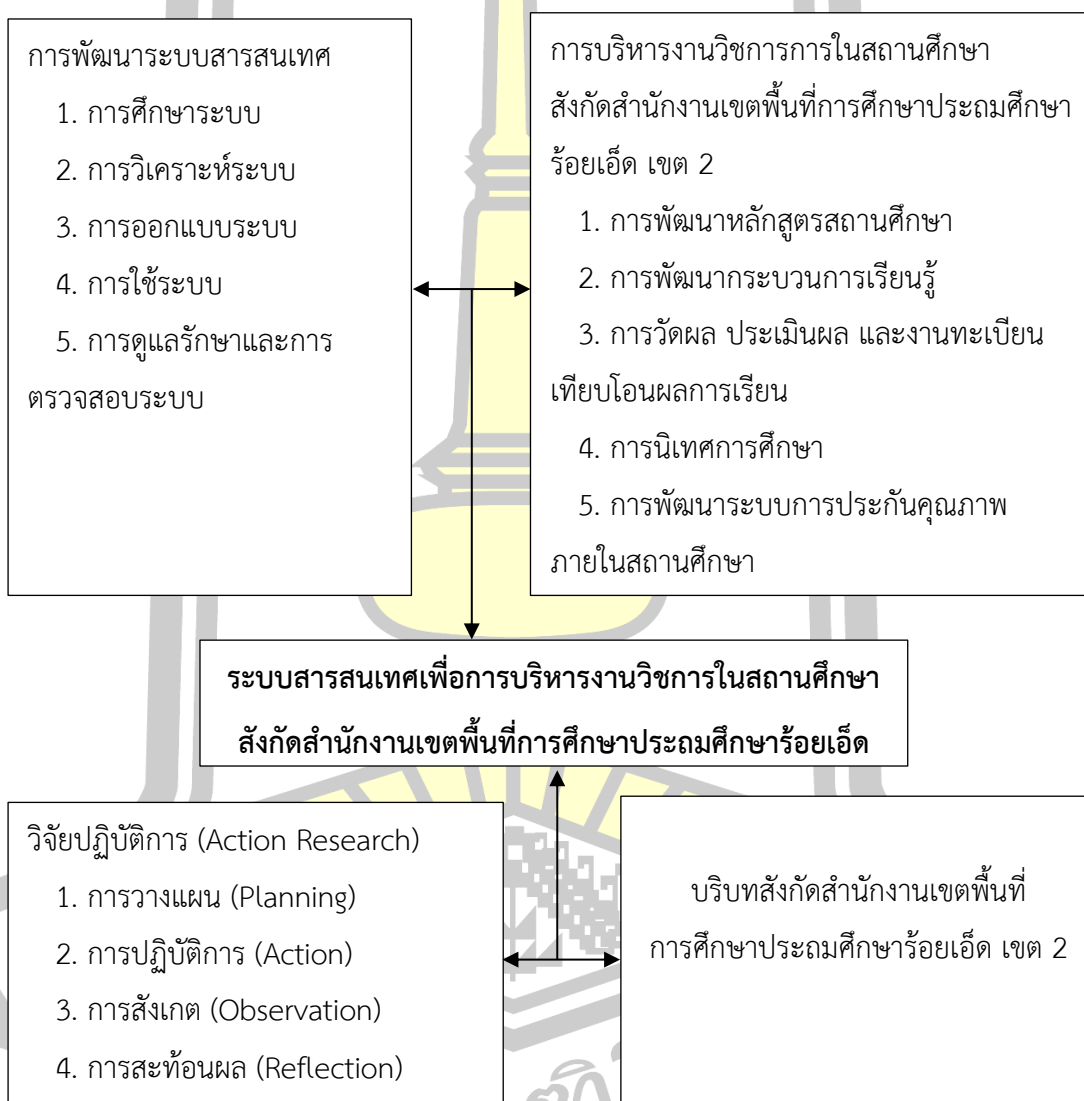 การพัฒนาระบบสารสนเทศ
1. การศึกษาระบบ
2. การวิเคราะห์ระบบ
3. การออกแบบระบบ
4. การใช้ระบบ
5. การดูแลรักษาและการ
ตรวจสอบระบบ
การบริหารงานวิชการการในสถานศึกษา
สังกัดสำนักงานเขตพื้นที่การศึกษาประถมศึกษา
ร้อยเอ็ด เขต 2
1. การพัฒนาหลักสูตรสถานศึกษา
2. การพัฒนากระบวนการเรียนรู้
3. การวัดผล ประเมินผล และงานทะเบียน
เทียบโอนผลการเรียน
4. การนิเทศการศึกษา
5. การพัฒนาระบบการประกันคุณภาพ
ภายในสถานศึกษา
ระบบสารสนเทศเพื่อการบริหารงานวิชาการในสถานศึกษา
สังกัดสำนักงานเขตพื้นที่การศึกษาประถมศึกษาร้อยเอ็ด
วิจัยปฏิบัติการ (Action Research)
1. การวางแผน (Planning)
2. การปฏิบัติการ (Action)
3. การสังเกต (Observation)
4. การสะท้อนผล (Reflection)
บริบทสังกัดสำนักงานเขตพื้นที่
การศึกษาประถมศึกษาร้อยเอ็ด เขต 2